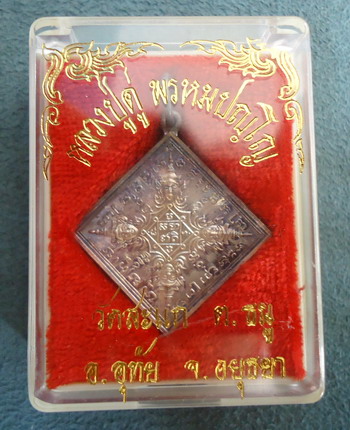 หลวงปู่ดู่ พรหมปัญโญ
วัดสะแก ต. ธนู
อ. อุทัย จ. อยุธยา